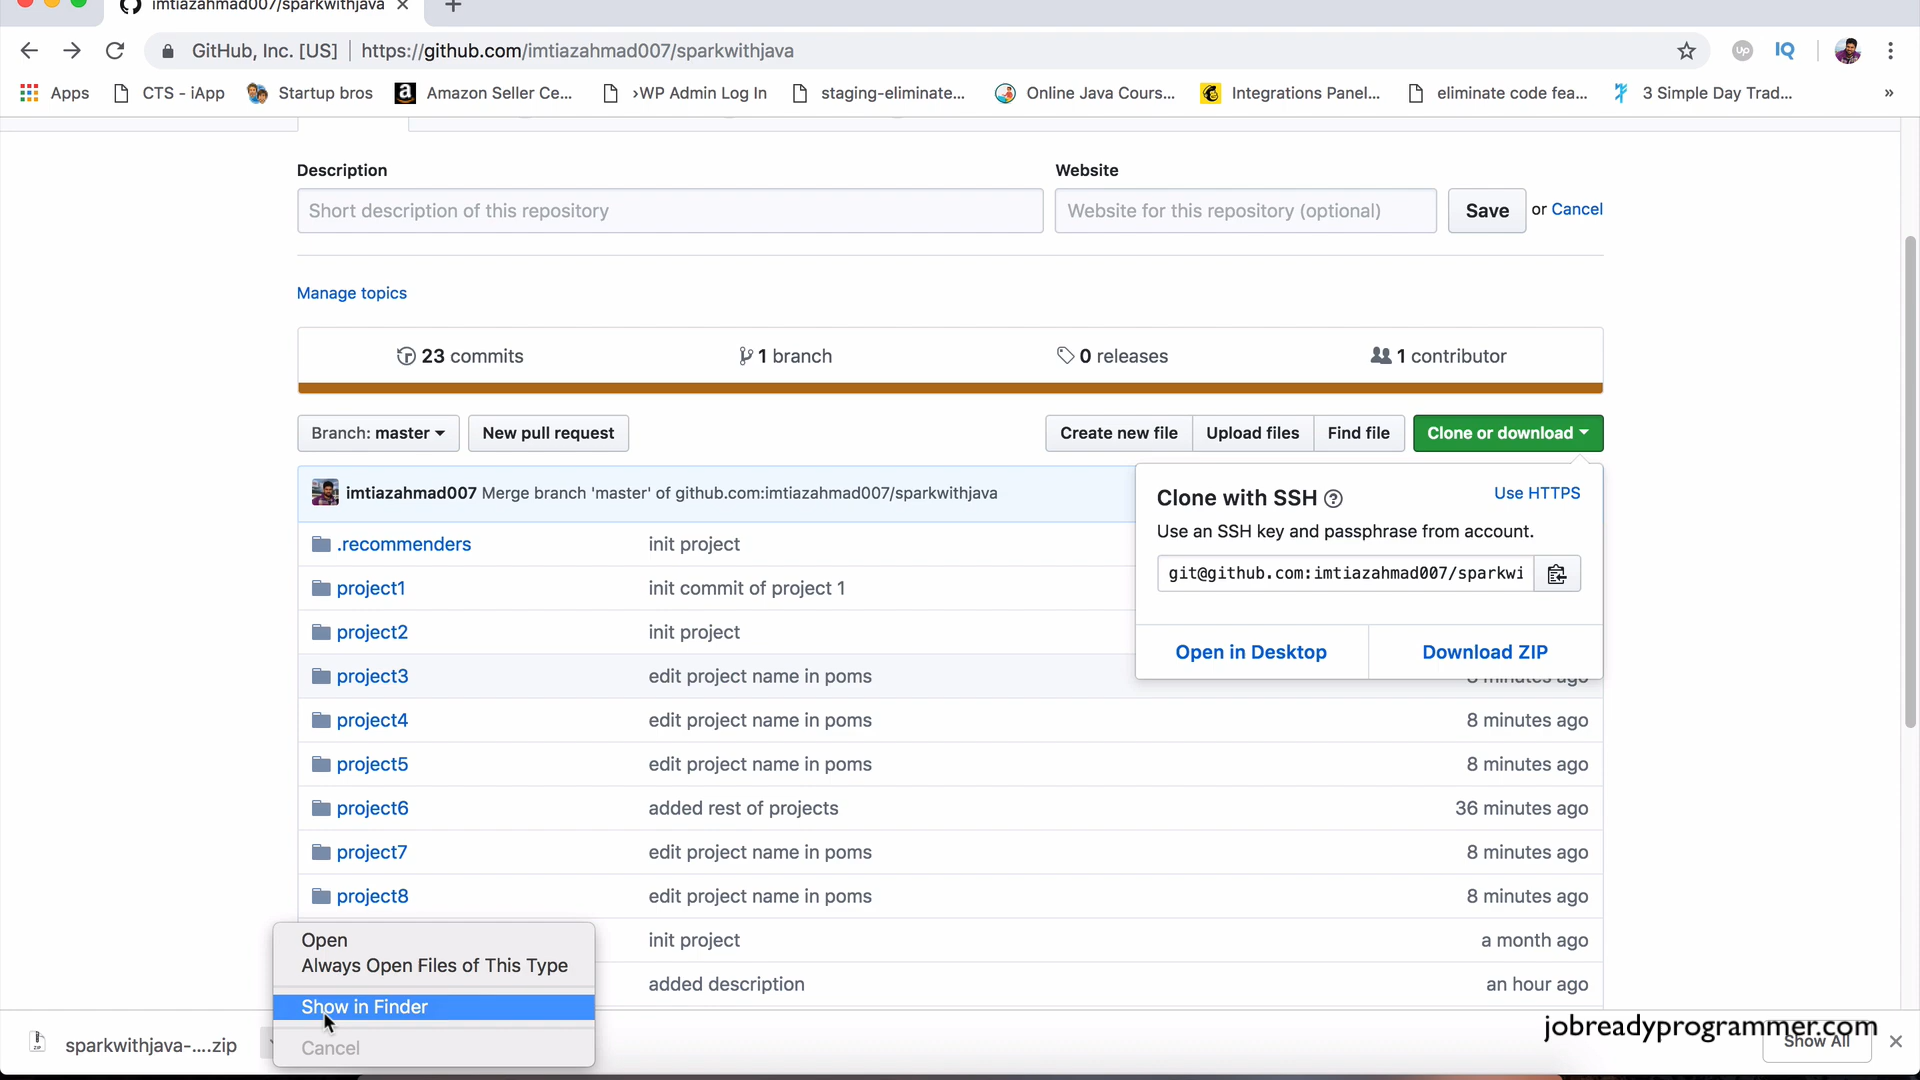 imtiazahmad007/sparkwithjava
GitHub, Inc. [US] https://github.com/imtiazahmad007/sparkwithjava
up IQ
Apps CTS - iApp Startup bros Amazon Seller Ce... ›WP Admin Log In staging-eliminate... Online Java Cours... Integrations Panel... eliminate code fea... 3 Simple Day Trad... »
Description Website
Short description of this repository Website for this repository (optional) Save or Cancel
Manage topics
23 commits 1 branch 0 releases 1 contributor
Branch: master New pull request Create new file Upload files Find file Clone or download
imtiazahmad007 Merge branch 'master' of github.com:imtiazahmad007/sparkwithjava
Clone with SSH Use HTTPS
Use an SSH key and passphrase from account.
git@github.com:imtiazahmad007/sparkwi
Open in Desktop Download ZIP
.recommenders init project
project1 init commit of project 1
project2 init project
project3 edit project name in poms 8 minutes ago
project4 edit project name in poms 8 minutes ago
project5 edit project name in poms 8 minutes ago
project6 added rest of projects 36 minutes ago
project7 edit project name in poms 8 minutes ago
project8 edit project name in poms 8 minutes ago
init project a month ago
added description an hour ago
Open
Always Open Files of This Type
Show in Finder
Cancel
sparkwithjava-....zip
jobreadyprogrammer.com
Show All